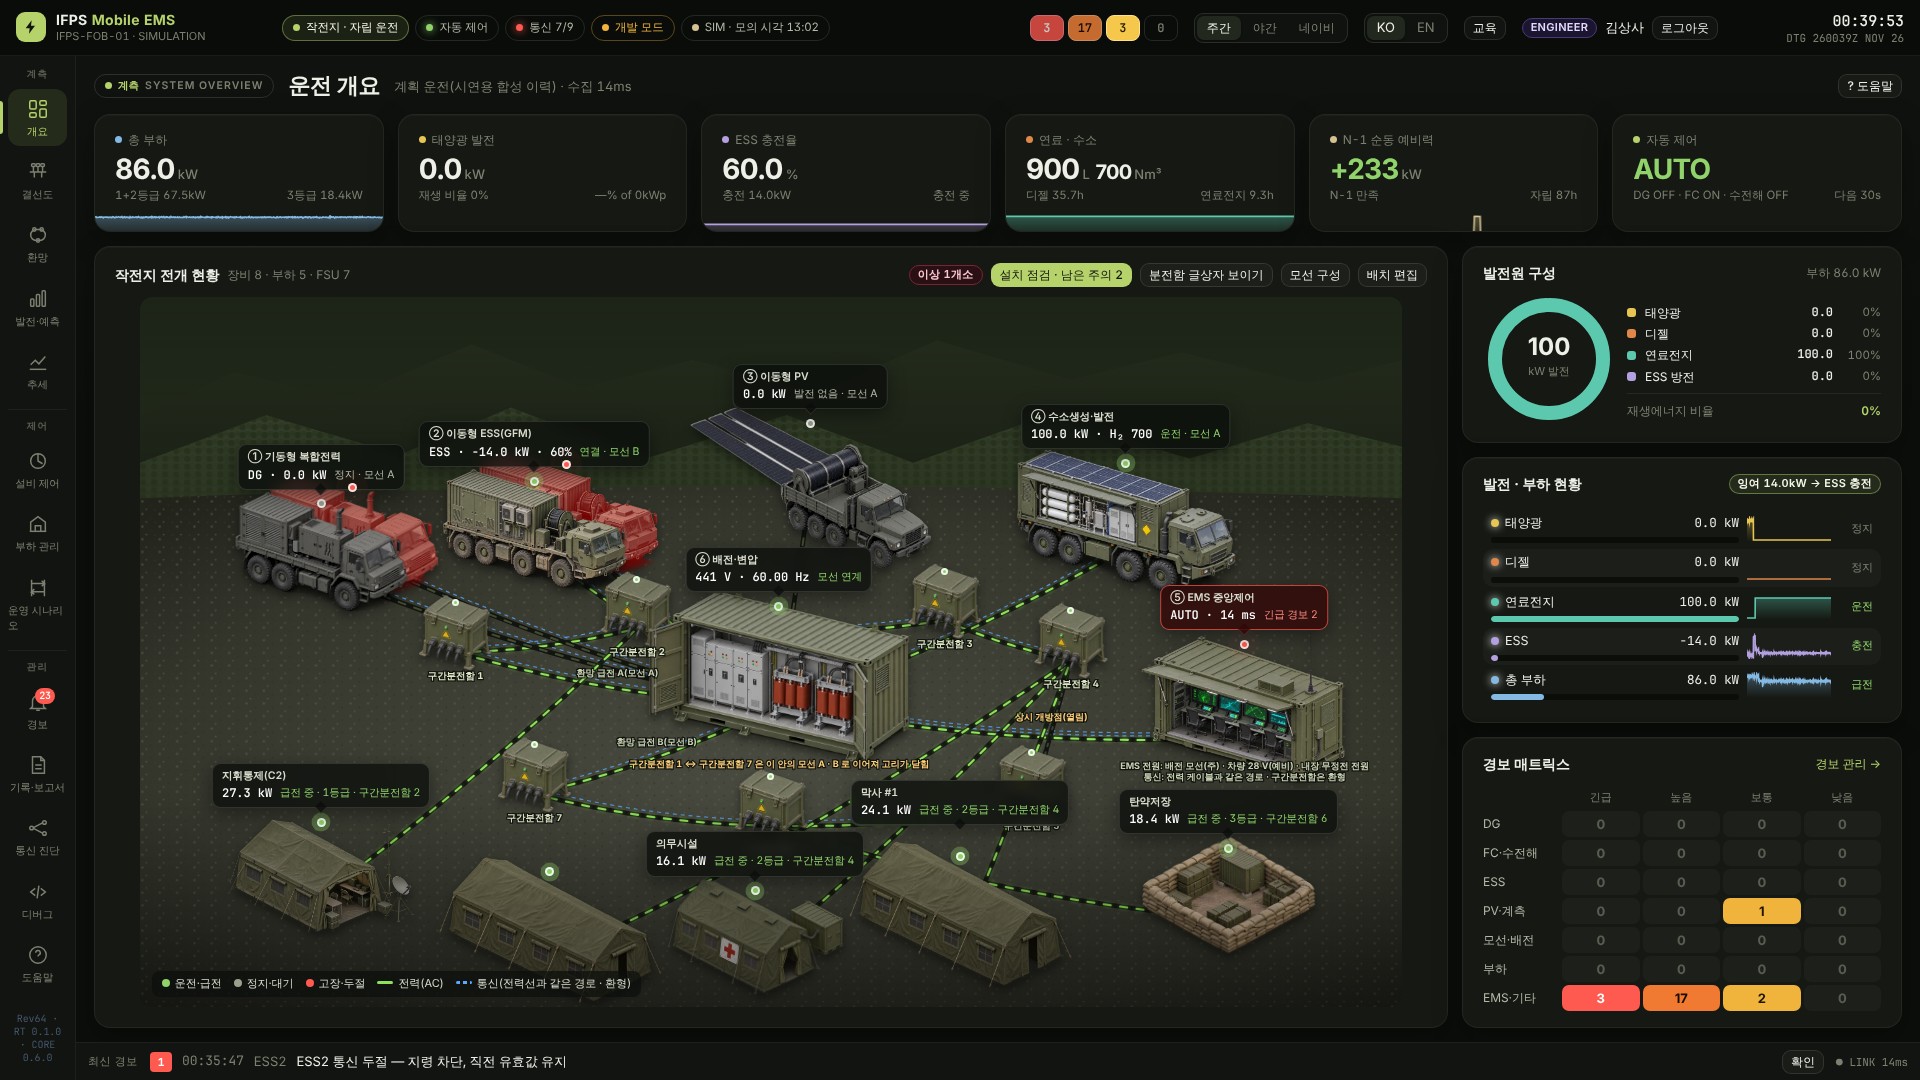 IFPS Mobile EMS
IFPS-FOB-01 · SIMULATION
작전지 · 자립 운전
자동 제어
통신 7/9
개발 모드
SIM · 모의 시각 13:02
3
17
3
0
주간
야간
네이비
KO
EN
교육
ENGINEER
김상사
로그아웃
00:39:53
DTG 260039Z NOV 26
계측
개요
결선도
환망
발전·예측
추세
제어
설비 제어
부하 관리
운영 시나리오
관리
23
경보
기록·보고서
통신 진단
디버그
도움말
Rev64 ·
RT 0.1.0
· CORE
0.6.0
계측 SYSTEM OVERVIEW
운전 개요
계획 운전(시연용 합성 이력) · 수집 14ms
? 도움말
총 부하
86.0 kW
1+2등급 67.5kW
3등급 18.4kW
태양광 발전
0.0 kW
재생 비율 0%
—% of 0kWp
ESS 충전율
60.0 %
충전 14.0kW
충전 중
연료 · 수소
900 L 700 Nm³
디젤 35.7h
연료전지 9.3h
N-1 순동 예비력
+233 kW
N-1 만족
자립 87h
자동 제어
AUTO
DG OFF · FC ON · 수전해 OFF
다음 30s
작전지 전개 현황
장비 8 · 부하 5 · FSU 7
이상 1개소
설치 점검 · 남은 주의 2
분전함 글상자 보이기
모선 구성
배치 편집
③ 이동형 PV
0.0 kW 발전 없음 · 모선 A
④ 수소생성·발전
100.0 kW · H₂ 700 운전 · 모선 A
② 이동형 ESS(GFM)
ESS · -14.0 kW · 60% 연결 · 모선 B
① 기동형 복합전력
DG · 0.0 kW 정지 · 모선 A
⑥ 배전·변압
441 V · 60.00 Hz 모선 연계
⑤ EMS 중앙제어
AUTO · 14 ms 긴급 경보 2
구간분전함 1
구간분전함 2
구간분전함 3
구간분전함 4
환망 급전 A(모선 A)
상시 개방점(열림)
환망 급전 B(모선 B)
구간분전함 1 ↔ 구간분전함 7 은 이 안의 모선 A · B 로 이어져 고리가 닫힘
EMS 전원: 배전 모선(주) · 차량 28 V(예비) · 내장 무정전 전원
통신: 전력 케이블과 같은 경로 · 구간분전함은 환형
구간분전함 7
구간분전함 5
지휘통제(C2)
27.3 kW 급전 중 · 1등급 · 구간분전함 2
막사 #1
24.1 kW 급전 중 · 2등급 · 구간분전함 4
탄약저장
18.4 kW 급전 중 · 3등급 · 구간분전함 6
의무시설
16.1 kW 급전 중 · 2등급 · 구간분전함 4
운전·급전
정지·대기
고장·두절
전력(AC)
통신(전력선과 같은 경로 · 환형)
발전원 구성
부하 86.0 kW
100
kW 발전
태양광 0.0 0%
디젤 0.0 0%
연료전지 100.0 100%
ESS 방전 0.0 0%
재생에너지 비율 0%
발전 · 부하 현황
잉여 14.0kW → ESS 충전
태양광 0.0 kW 정지
디젤 0.0 kW 정지
연료전지 100.0 kW 운전
ESS -14.0 kW 충전
총 부하 86.0 kW 급전
경보 매트릭스
경보 관리 →
긴급 높음 보통 낮음
DG 0 0 0 0
FC·수전해 0 0 0 0
ESS 0 0 0 0
PV·계측 0 0 1 0
모선·배전 0 0 0 0
부하 0 0 0 0
EMS·기타 3 17 2 0
최신 경보
1
00:35:47
ESS2
ESS2 통신 두절 — 지령 차단, 직전 유효값 유지
확인
LINK 14ms